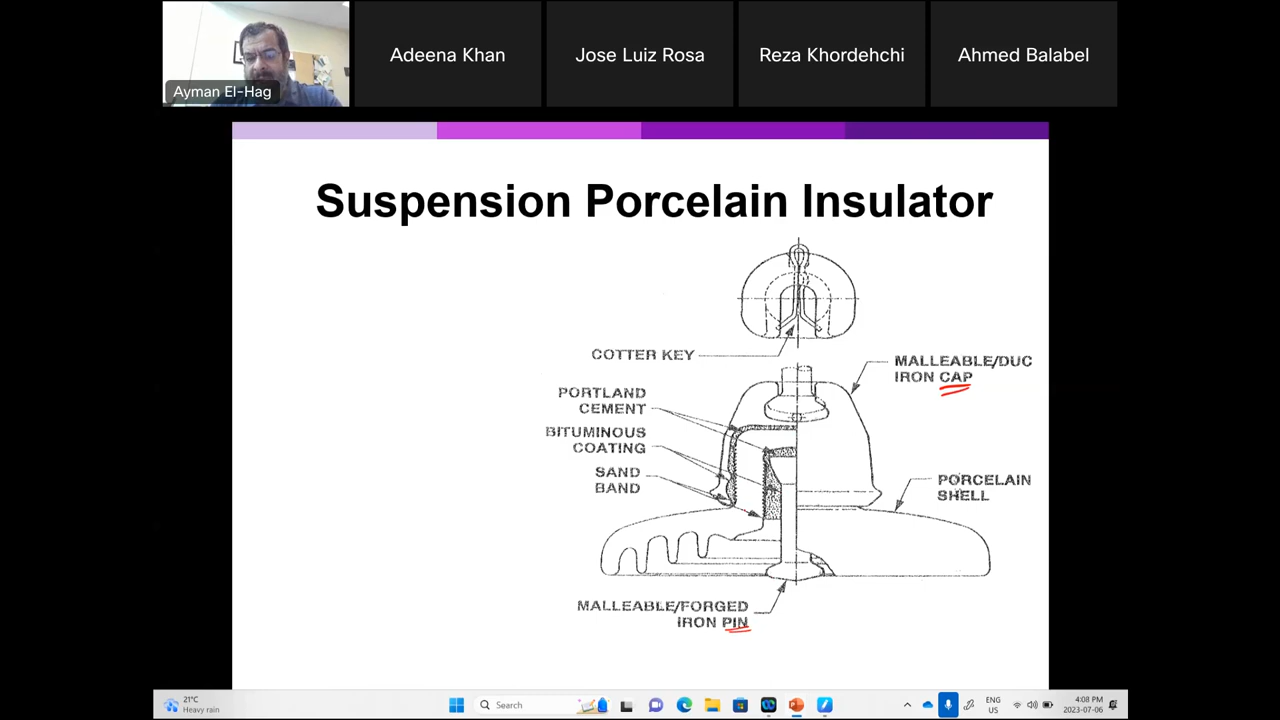 Ayman El-Hag
Adeena Khan
Jose Luiz Rosa
Reza Khordehchi
Ahmed Balabel
Suspension Porcelain Insulator
COTTER KEY
MALLEABLE/DUC
IRON CAP
PORTLAND
CEMENT
BITUMINOUS
COATING
SAND
BAND
PORCELAIN
SHELL
MALLEABLE/FORGED
IRON PIN
21°C
Heavy rain
Search
ENG
US
4:08 PM
2023-07-06